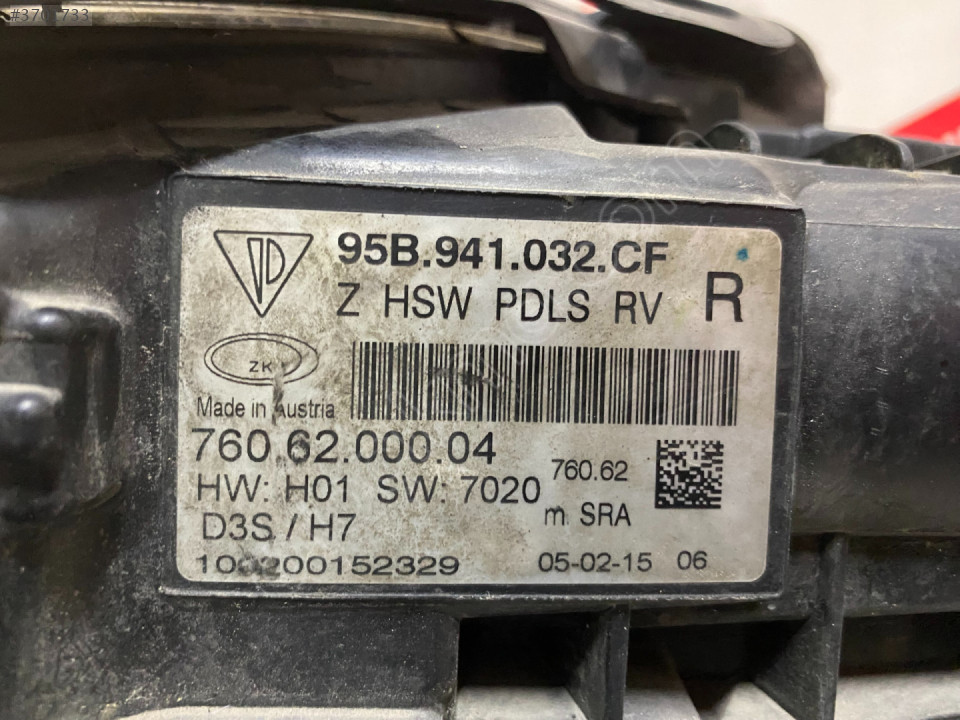 95B.941.032.CF
Z HSW PDLS RV R
ZKW
Made in Austria
760.62.000.04
HW: H01 SW: 7020
760.62
D3S / H7
m. SRA
100200152329
05-02-15 06